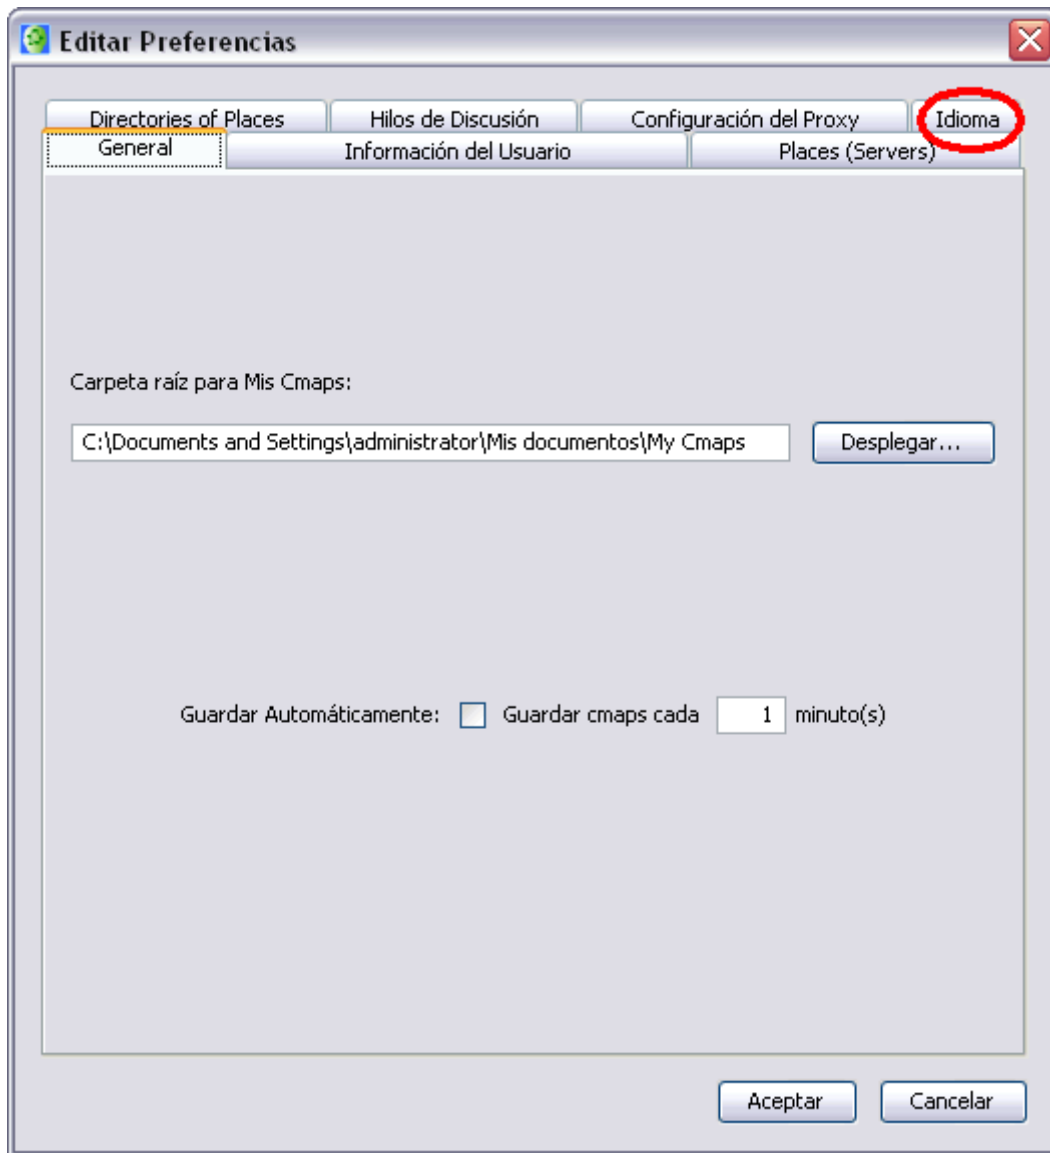 Editar Preferencias
Directories of Places Hilos de Discusión Configuración del Proxy Idioma
General Información del Usuario Places (Servers)
Carpeta raíz para Mis Cmaps:
C:\Documents and Settings\administrator\Mis documentos\My Cmaps Desplegar...
Guardar Automáticamente: Guardar cmaps cada 1 minuto(s)
Aceptar Cancelar